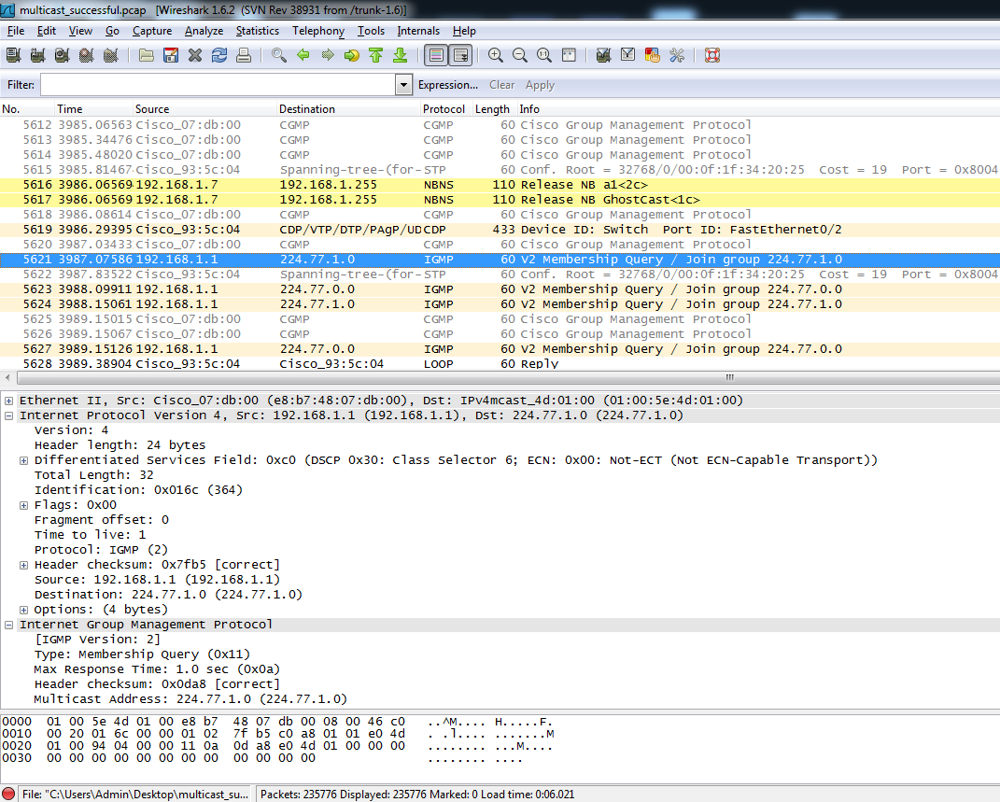 multicast_successful.pcap [Wireshark 1.6.2 (SVN Rev 38931 from /trunk-1.6)]
File Edit View Go Capture Analyze Statistics Telephony Tools Internals Help
Filter: Expression... Clear Apply
No. Time Source Destination Protocol Length Info
5612 3985.06563 Cisco_07:db:00 CGMP CGMP 60 Cisco Group Management Protocol
5613 3985.34476 Cisco_07:db:00 CGMP CGMP 60 Cisco Group Management Protocol
5614 3985.48020 Cisco_07:db:00 CGMP CGMP 60 Cisco Group Management Protocol
5615 3985.81467 Cisco_93:5c:04 Spanning-tree-(for- STP 60 Conf. Root = 32768/0/00:0f:1f:34:20:25 Cost = 19 Port = 0x8004
5616 3986.06569 192.168.1.7 192.168.1.255 NBNS 110 Release NB a1<2c>
5617 3986.06569 192.168.1.7 192.168.1.255 NBNS 110 Release NB GhostCast<1c>
5618 3986.08614 Cisco_07:db:00 CGMP CGMP 60 Cisco Group Management Protocol
5619 3986.29395 Cisco_93:5c:04 CDP/VTP/DTP/PAgP/UD CDP 433 Device ID: Switch Port ID: FastEthernet0/2
5620 3987.03433 Cisco_07:db:00 CGMP CGMP 60 Cisco Group Management Protocol
5621 3987.07586 192.168.1.1 224.77.1.0 IGMP 60 V2 Membership Query / Join group 224.77.1.0
5622 3987.83522 Cisco_93:5c:04 Spanning-tree-(for- STP 60 Conf. Root = 32768/0/00:0f:1f:34:20:25 Cost = 19 Port = 0x8004
5623 3988.09911 192.168.1.1 224.77.0.0 IGMP 60 V2 Membership Query / Join group 224.77.0.0
5624 3988.15061 192.168.1.1 224.77.1.0 IGMP 60 V2 Membership Query / Join group 224.77.1.0
5625 3989.15015 Cisco_07:db:00 CGMP CGMP 60 Cisco Group Management Protocol
5626 3989.15067 Cisco_07:db:00 CGMP CGMP 60 Cisco Group Management Protocol
5627 3989.15126 192.168.1.1 224.77.0.0 IGMP 60 V2 Membership Query / Join group 224.77.0.0
5628 3989.38904 Cisco_93:5c:04 Cisco_93:5c:04 LOOP 60 Reply
Ethernet II, Src: Cisco_07:db:00 (e8:b7:48:07:db:00), Dst: IPv4mcast_4d:01:00 (01:00:5e:4d:01:00)
Internet Protocol Version 4, Src: 192.168.1.1 (192.168.1.1), Dst: 224.77.1.0 (224.77.1.0)
Version: 4
Header length: 24 bytes
Differentiated Services Field: 0xc0 (DSCP 0x30: Class Selector 6; ECN: 0x00: Not-ECT (Not ECN-Capable Transport))
Total Length: 32
Identification: 0x016c (364)
Flags: 0x00
Fragment offset: 0
Time to live: 1
Protocol: IGMP (2)
Header checksum: 0x7fb5 [correct]
Source: 192.168.1.1 (192.168.1.1)
Destination: 224.77.1.0 (224.77.1.0)
Options: (4 bytes)
Internet Group Management Protocol
[IGMP Version: 2]
Type: Membership Query (0x11)
Max Response Time: 1.0 sec (0x0a)
Header checksum: 0x0da8 [correct]
Multicast Address: 224.77.1.0 (224.77.1.0)
0000 01 00 5e 4d 01 00 e8 b7 48 07 db 00 08 00 46 c0 ..^M.... H.....F.
0010 00 20 01 6c 00 00 01 02 7f b5 c0 a8 01 01 e0 4d . .l.... .......M
0020 01 00 94 04 00 00 11 0a 0d a8 e0 4d 01 00 00 00 ........ ...M....
0030 00 00 00 00 00 00 00 00 00 00 00 00 ........ ....
File: "C:\Users\Admin\Desktop\multicast_su... Packets: 235776 Displayed: 235776 Marked: 0 Load time: 0:06.021